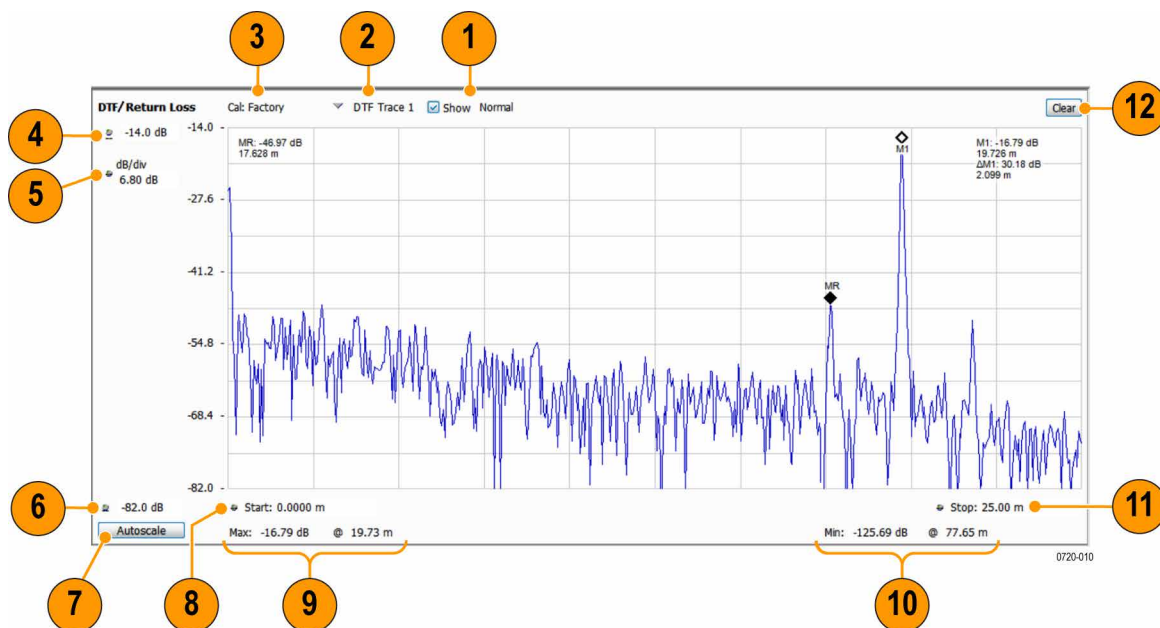 3
2
1
DTF/Return Loss
Cal: Factory
DTF Trace 1
Show
Normal
Clear
12
4
-14.0 dB
-14.0
MR: -46.97 dB
17.628 m
M1
M1: -16.79 dB
19.726 m
ΔM1: 30.18 dB
2.099 m
5
dB/div
6.80 dB
-27.6
-41.2
MR
-54.8
-68.4
-82.0
6
-82.0 dB
Start: 0.0000 m
Stop: 25.00 m
11
Autoscale
Max: -16.79 dB @ 19.73 m
Min: -125.69 dB @ 77.65 m
0720-010
7
8
9
10